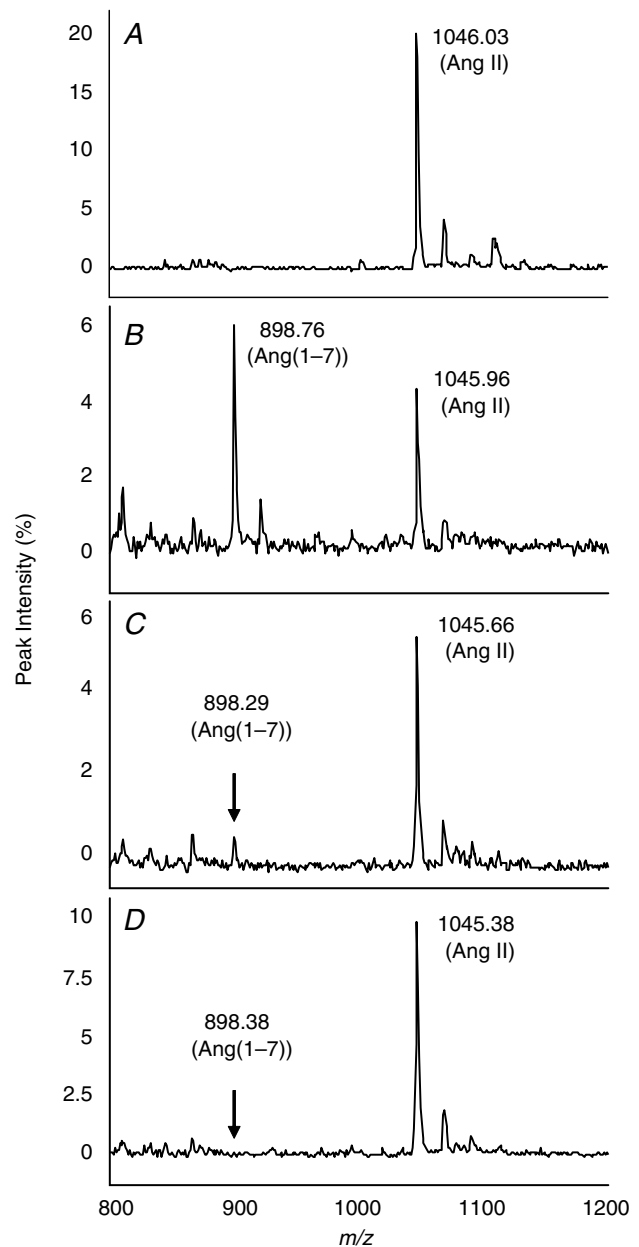 Peak Intensity (%)
A
20
15
10
5
0
1046.03
(Ang II)
B
6
4
2
0
898.76
(Ang(1–7))
1045.96
(Ang II)
C
6
4
2
0
898.29
(Ang(1–7))
1045.66
(Ang II)
D
10
7.5
5
2.5
0
898.38
(Ang(1–7))
1045.38
(Ang II)
800 900 1000 1100 1200
m/z